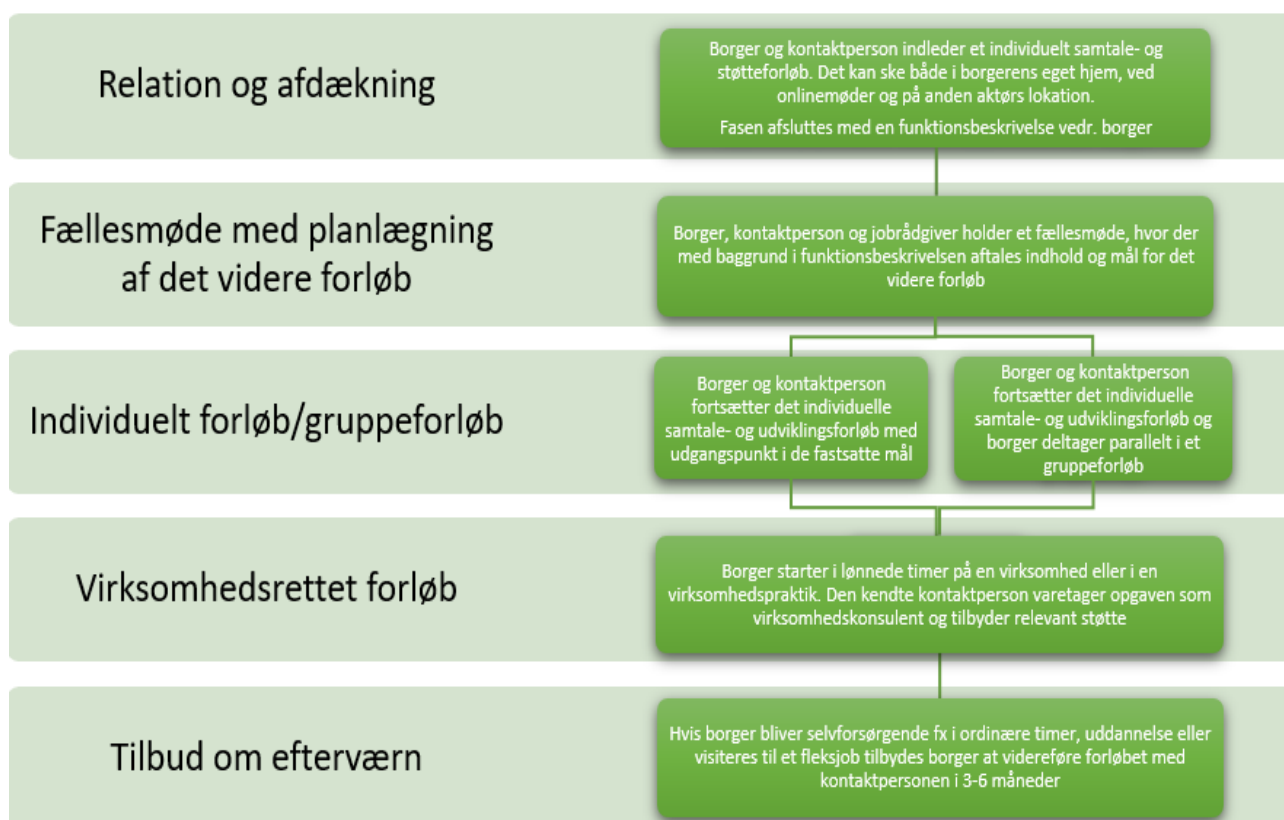 Relation og afdækning
Borger og kontaktperson indleder et individuelt samtale- og
støtteforløb. Det kan ske både i borgerens eget hjem, ved
onlinemøder og på anden aktørs lokation.
Fasen afsluttes med en funktionsbeskrivelse vedr. borger
Fællesmøde med planlægning
af det videre forløb
Borger, kontaktperson og jobrådgiver holder et fællesmøde, hvor der
med baggrund i funktionsbeskrivelsen aftales indhold og mål for det
videre forløb
Individuelt forløb/gruppeforløb
Borger og kontaktperson
fortsætter det individuelle
samtale- og udviklingsforløb med
udgangspunkt i de fastsatte mål
Borger og kontaktperson
fortsætter det individuelle
samtale- og udviklingsforløb og
borger deltager parallelt i et
gruppeforløb
Virksomhedsrettet forløb
Borger starter i lønnede timer på en virksomhed eller i en
virksomhedspraktik. Den kendte kontaktperson varetager opgaven som
virksomhedskonsulent og tilbyder relevant støtte
Tilbud om efterværn
Hvis borger bliver selvforsørgende fx i ordinære timer, uddannelse eller
visiteres til et fleksjob tilbydes borger at videreføre forløbet med
kontaktpersonen i 3-6 måneder